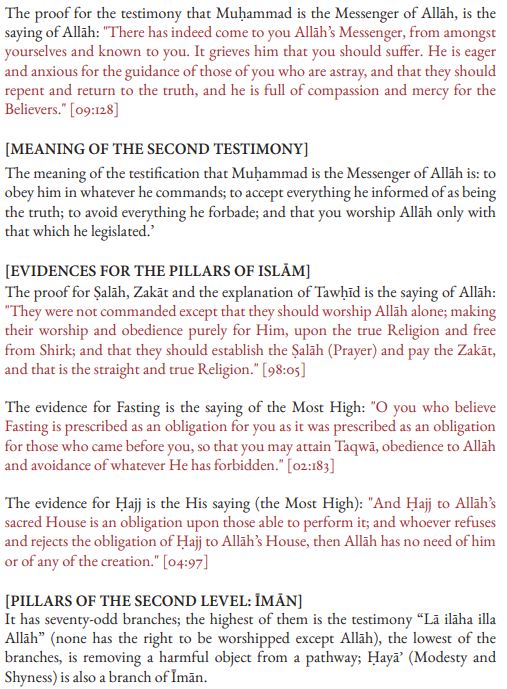 The proof for the testimony that Muḥammad is the Messenger of Allāh, is the
saying of Allāh: "There has indeed come to you Allāh's Messenger, from amongst
yourselves and known to you. It grieves him that you should suffer. He is eager
and anxious for the guidance of those of you who are astray, and that they should
repent and return to the truth, and he is full of compassion and mercy for the
Believers." [09:128]
[MEANING OF THE SECOND TESTIMONY]
The meaning of the testification that Muḥammad is the Messenger of Allāh is: to
obey him in whatever he commands; to accept everything he informed of as being
the truth; to avoid everything he forbade; and that you worship Allāh only with
that which he legislated.’
[EVIDENCES FOR THE PILLARS OF ISLĀM]
The proof for Ṣalāh, Zakāt and the explanation of Tawḥīd is the saying of Allāh:
"They were not commanded except that they should worship Allāh alone; making
their worship and obedience purely for Him, upon the true Religion and free
from Shirk; and that they should establish the Ṣalāh (Prayer) and pay the Zakāt,
and that is the straight and true Religion." [98:05]
The evidence for Fasting is the saying of the Most High: "O you who believe
Fasting is prescribed as an obligation for you as it was prescribed as an obligation
for those who came before you, so that you may attain Taqwā, obedience to Allāh
and avoidance of whatever He has forbidden." [02:183]
The evidence for Ḥajj is the His saying (the Most High): "And Ḥajj to Allāh's
sacred House is an obligation upon those able to perform it; and whoever refuses
and rejects the obligation of Ḥajj to Allāh's House, then Allāh has no need of him
or of any of the creation." [04:97]
[PILLARS OF THE SECOND LEVEL: ĪMĀN]
It has seventy-odd branches; the highest of them is the testimony “Lā ilāha illa
Allāh” (none has the right to be worshipped except Allāh), the lowest of the
branches, is removing a harmful object from a pathway; Ḥayāʾ (Modesty and
Shyness) is also a branch of Īmān.